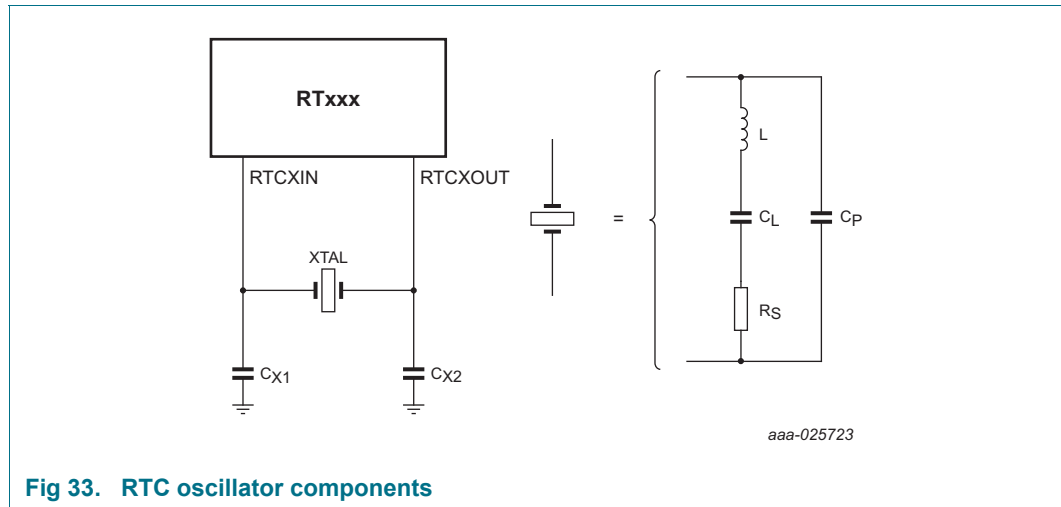 RTxxx
RTCXIN
RTCXOUT
XTAL
CX1
CX2
=
L
CL
CP
RS
aaa-025723
Fig 33. RTC oscillator components